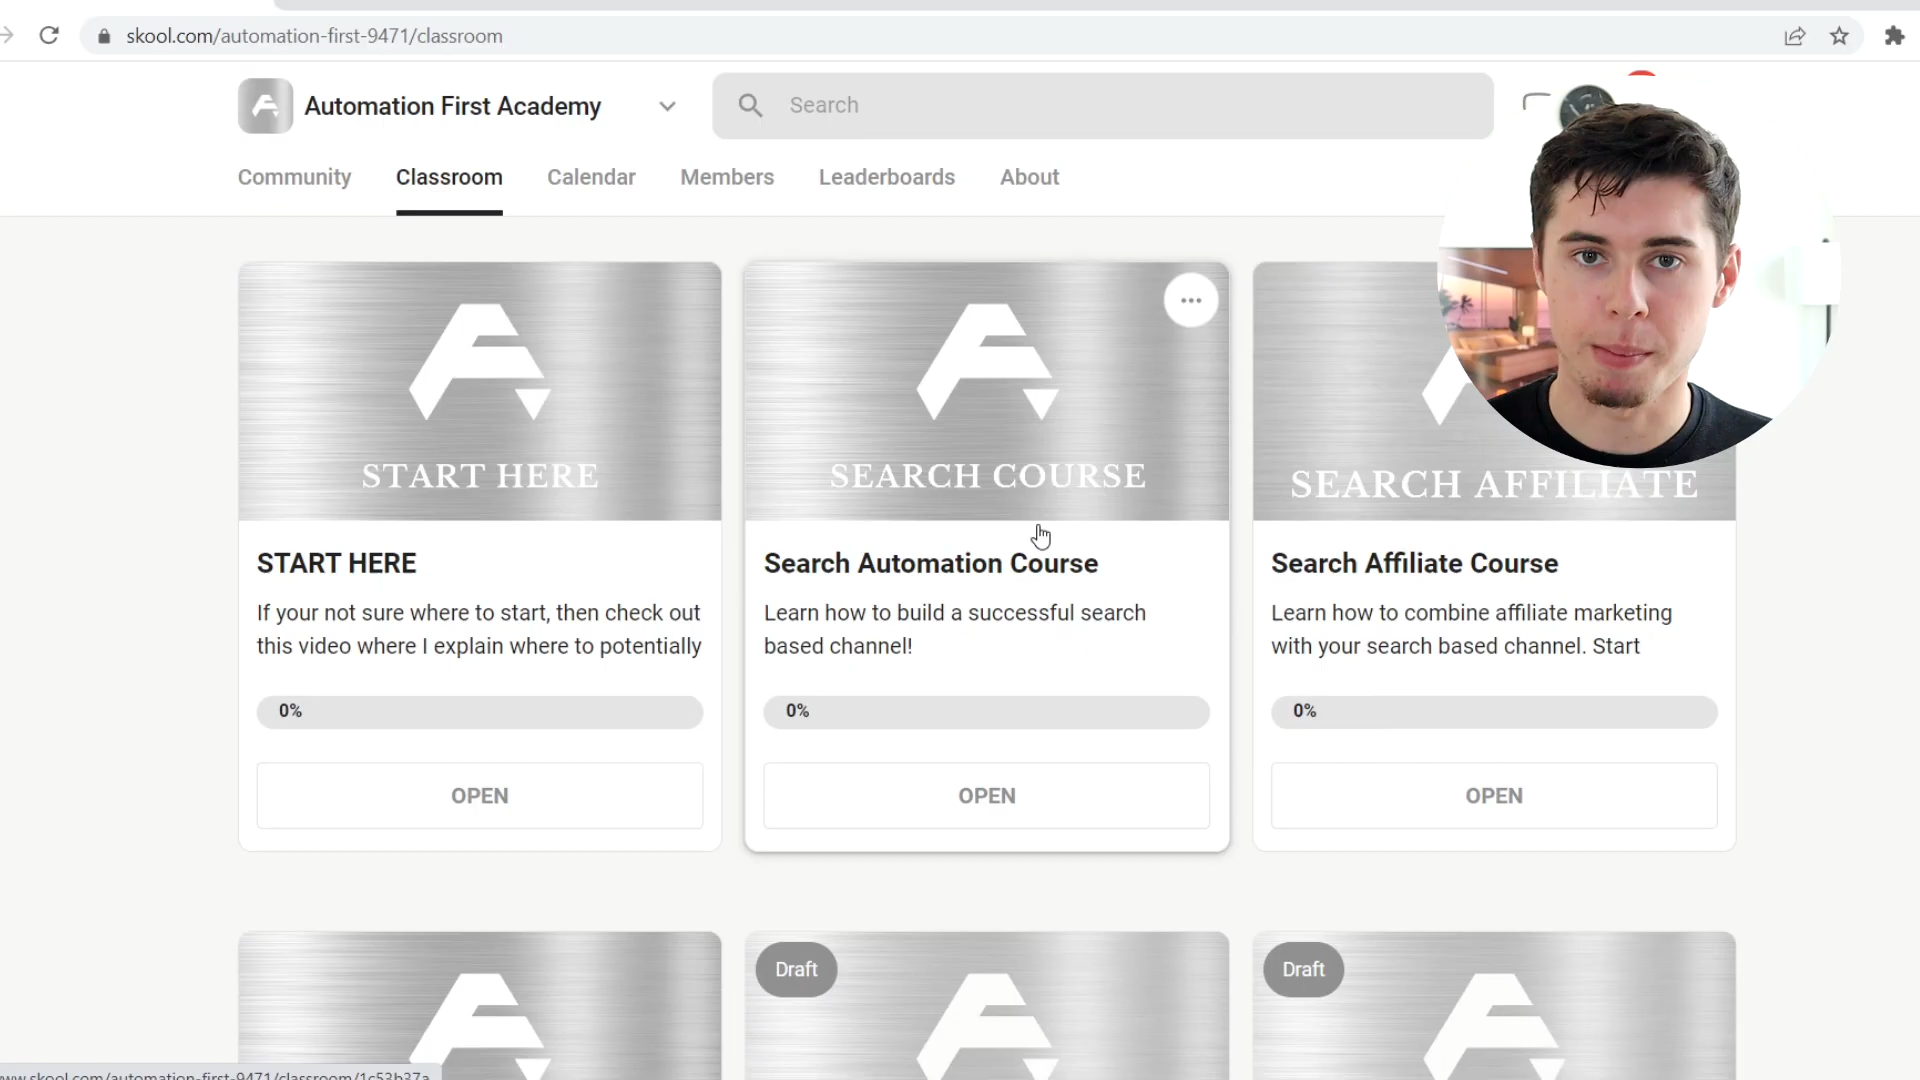 skool.com/automation-first-9471/classroom
Automation First Academy
Search
Community
Classroom
Calendar
Members
Leaderboards
About
START HERE
SEARCH COURSE
SEARCH AFFILIATE
START HERE
If your not sure where to start, then check out
this video where I explain where to potentially
0%
OPEN
Search Automation Course
Learn how to build a successful search
based channel!
0%
OPEN
Search Affiliate Course
Learn how to combine affiliate marketing
with your search based channel. Start
0%
OPEN
Draft
Draft